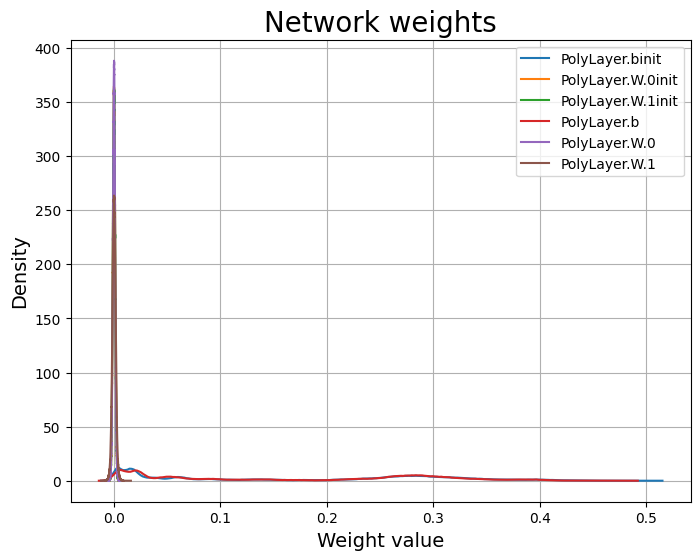 Network weights
400
350
300
250
200
150
100
50
0
Density
PolyLayer.binit
PolyLayer.W.0init
PolyLayer.W.1init
PolyLayer.b
PolyLayer.W.0
PolyLayer.W.1
0.0 0.1 0.2 0.3 0.4 0.5
Weight value